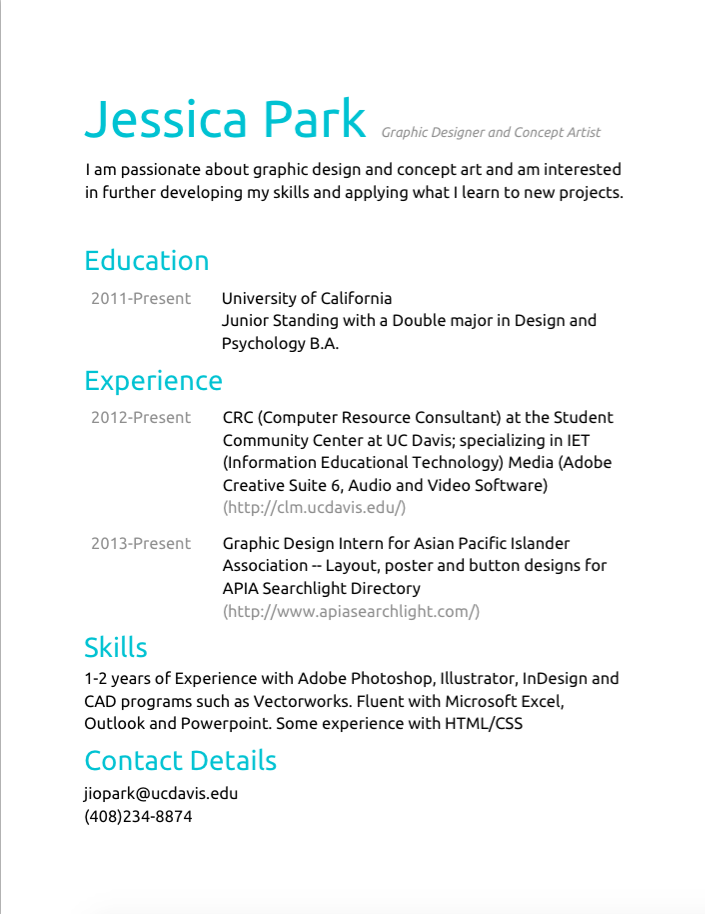 Jessica Park Graphic Designer and Concept Artist
I am passionate about graphic design and concept art and am interested
in further developing my skills and applying what I learn to new projects.
Education
2011-Present University of California
Junior Standing with a Double major in Design and
Psychology B.A.
Experience
2012-Present CRC (Computer Resource Consultant) at the Student
Community Center at UC Davis; specializing in IET
(Information Educational Technology) Media (Adobe
Creative Suite 6, Audio and Video Software)
(http://clm.ucdavis.edu/)
2013-Present Graphic Design Intern for Asian Pacific Islander
Association -- Layout, poster and button designs for
APIA Searchlight Directory
(http://www.apiasearchlight.com/)
Skills
1-2 years of Experience with Adobe Photoshop, Illustrator, InDesign and
CAD programs such as Vectorworks. Fluent with Microsoft Excel,
Outlook and Powerpoint. Some experience with HTML/CSS
Contact Details
jiopark@ucdavis.edu
(408)234-8874